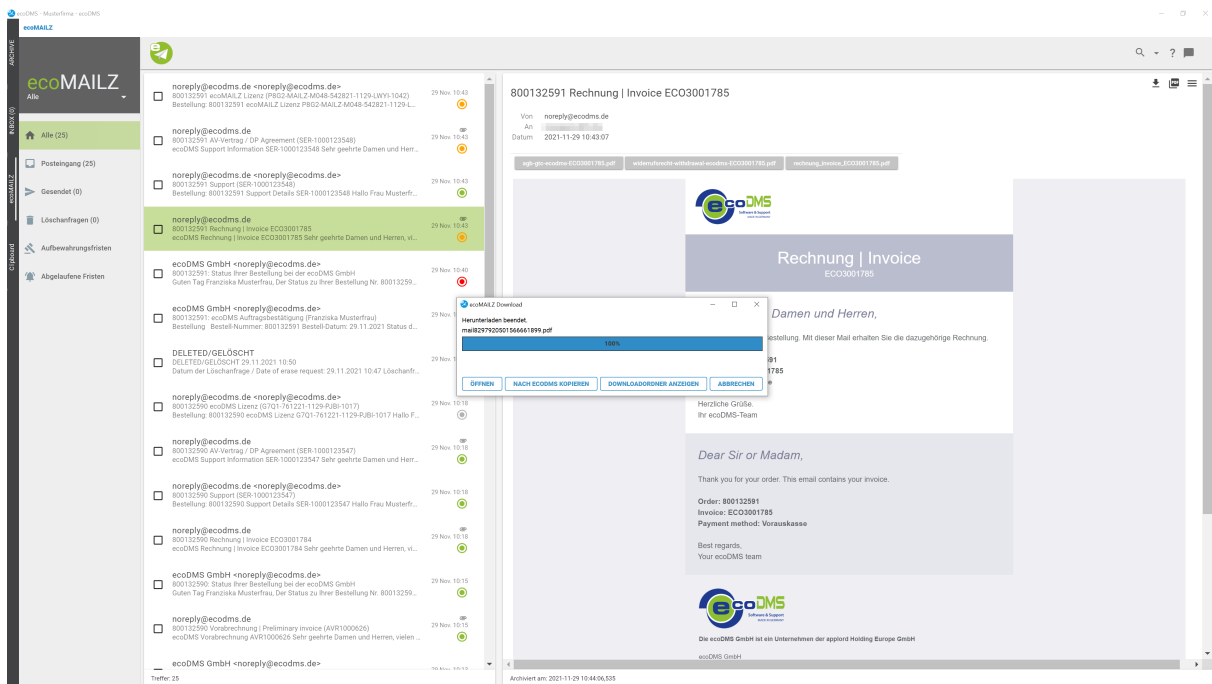 ecoDMS - Musterfirma - ecoDMS
ecoMAILZ
ARCHIVE
INBOX (0)
ecoMAILZ
Clipboard
ecoMAILZ
Alle
Alle (25)
Posteingang (25)
Gesendet (0)
Löschanfragen (0)
Aufbewahrungsfristen
Abgelaufene Fristen
noreply@ecodms.de <noreply@ecodms.de>
800132591 ecoMAILZ Lizenz (P8G2-MAILZ-M048-542821-1129-LWYI-1042)
Bestellung: 800132591 ecoMAILZ Lizenz P8G2-MAILZ-M048-542821-1129-L...
29 Nov. 10:43
noreply@ecodms.de
800132591 AV-Vertrag / DP Agreement (SER-1000123548)
ecoDMS Support Information SER-1000123548 Sehr geehrte Damen und Herr...
29 Nov. 10:43
noreply@ecodms.de <noreply@ecodms.de>
800132591 Support (SER-1000123548)
Bestellung: 800132591 Support Details SER-1000123548 Hallo Frau Musterfr...
29 Nov. 10:43
noreply@ecodms.de
800132591 Rechnung | Invoice ECO3001785
ecoDMS Rechnung | Invoice ECO3001785 Sehr geehrte Damen und Herren, vi...
29 Nov. 10:43
ecoDMS GmbH <noreply@ecodms.de>
800132591: Status Ihrer Bestellung bei der ecoDMS GmbH
Guten Tag Franziska Musterfrau, Der Status zu Ihrer Bestellung Nr. 80013259...
29 Nov. 10:40
ecoDMS GmbH <noreply@ecodms.de>
800132591: ecoDMS Auftragsbestätigung (Franziska Musterfrau)
Bestellung Bestell-Nummer: 800132591 Bestell-Datum: 29.11.2021 Status d...
29 Nov. 1
DELETED/GELÖSCHT
DELETED/GELÖSCHT 29.11.2021 10:50
Datum der Löschanfrage / Date of erase request: 29.11.2021 10:47 Löschanfr...
29 Nov. 1
noreply@ecodms.de <noreply@ecodms.de>
800132590 ecoDMS Lizenz (G7Q1-761221-1129-PJBI-1017)
Bestellung: 800132590 ecoDMS Lizenz G7Q1-761221-1129-PJBI-1017 Hallo F...
29 Nov. 10:18
noreply@ecodms.de
800132590 AV-Vertrag / DP Agreement (SER-1000123547)
ecoDMS Support Information SER-1000123547 Sehr geehrte Damen und Herr...
29 Nov. 10:18
noreply@ecodms.de <noreply@ecodms.de>
800132590 Support (SER-1000123547)
Bestellung: 800132590 Support Details SER-1000123547 Hallo Frau Musterfr...
29 Nov. 10:18
noreply@ecodms.de
800132590 Rechnung | Invoice ECO3001784
ecoDMS Rechnung | Invoice ECO3001784 Sehr geehrte Damen und Herren, vi...
29 Nov. 10:18
ecoDMS GmbH <noreply@ecodms.de>
800132590: Status Ihrer Bestellung bei der ecoDMS GmbH
Guten Tag Franziska Musterfrau, Der Status zu Ihrer Bestellung Nr. 80013259...
29 Nov. 10:15
noreply@ecodms.de
800132590 Vorabrechnung | Preliminary invoice (AVR1000626)
ecoDMS Vorabrechnung AVR1000626 Sehr geehrte Damen und Herren, vielen ...
29 Nov. 10:15
ecoDMS GmbH <noreply@ecodms.de>
29 Nov. 10:13
Treffer: 25
800132591 Rechnung | Invoice ECO3001785
Von noreply@ecodms.de
An
Datum 2021-11-29 10:43:07
agb-gtc-ecodms-ECO3001785.pdf
widerrufsrecht-withdrawal-ecodms-ECO3001785.pdf
rechnung_invoice_ECO3001785.pdf
ecoDMS
Software & Support
MADE IN GERMANY
Rechnung | Invoice
ECO3001785
ecoMAILZ Download
Herunterladen beendet.
mail8297920501566661899.pdf
100%
ÖFFNEN
NACH ECODMS KOPIEREN
DOWNLOADORDNER ANZEIGEN
ABBRECHEN
Damen und Herren,
estellung. Mit dieser Mail erhalten Sie die dazugehörige Rechnung.
91
1785
e
Herzliche Grüße.
Ihr ecoDMS-Team
Dear Sir or Madam,
Thank you for your order. This email contains your invoice.
Order: 800132591
Invoice: ECO3001785
Payment method: Vorauskasse
Best regards,
Your ecoDMS team
ecoDMS
Software & Support
MADE IN GERMANY
Die ecoDMS GmbH ist ein Unternehmen der applord Holding Europe GmbH
ecoDMS GmbH
Archiviert am: 2021-11-29 10:44:06,535